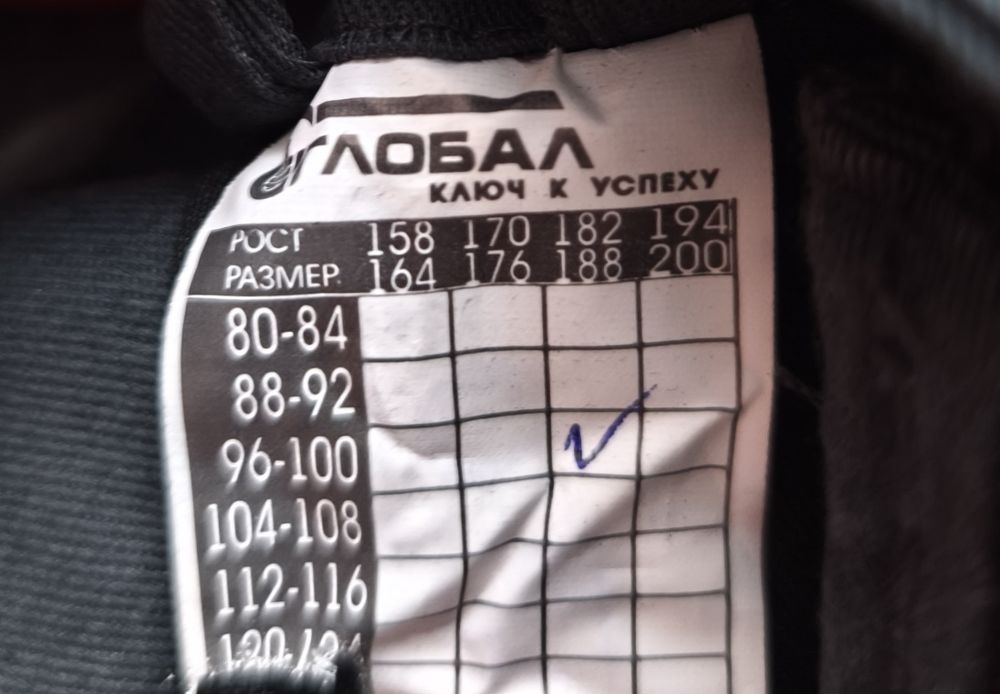 ГЛОБАЛ
КЛЮЧ К УСПЕХУ
РОСТ 158 170 182 194
РАЗМЕР 164 176 188 200
80-84
88-92
96-100
104-108
112-116